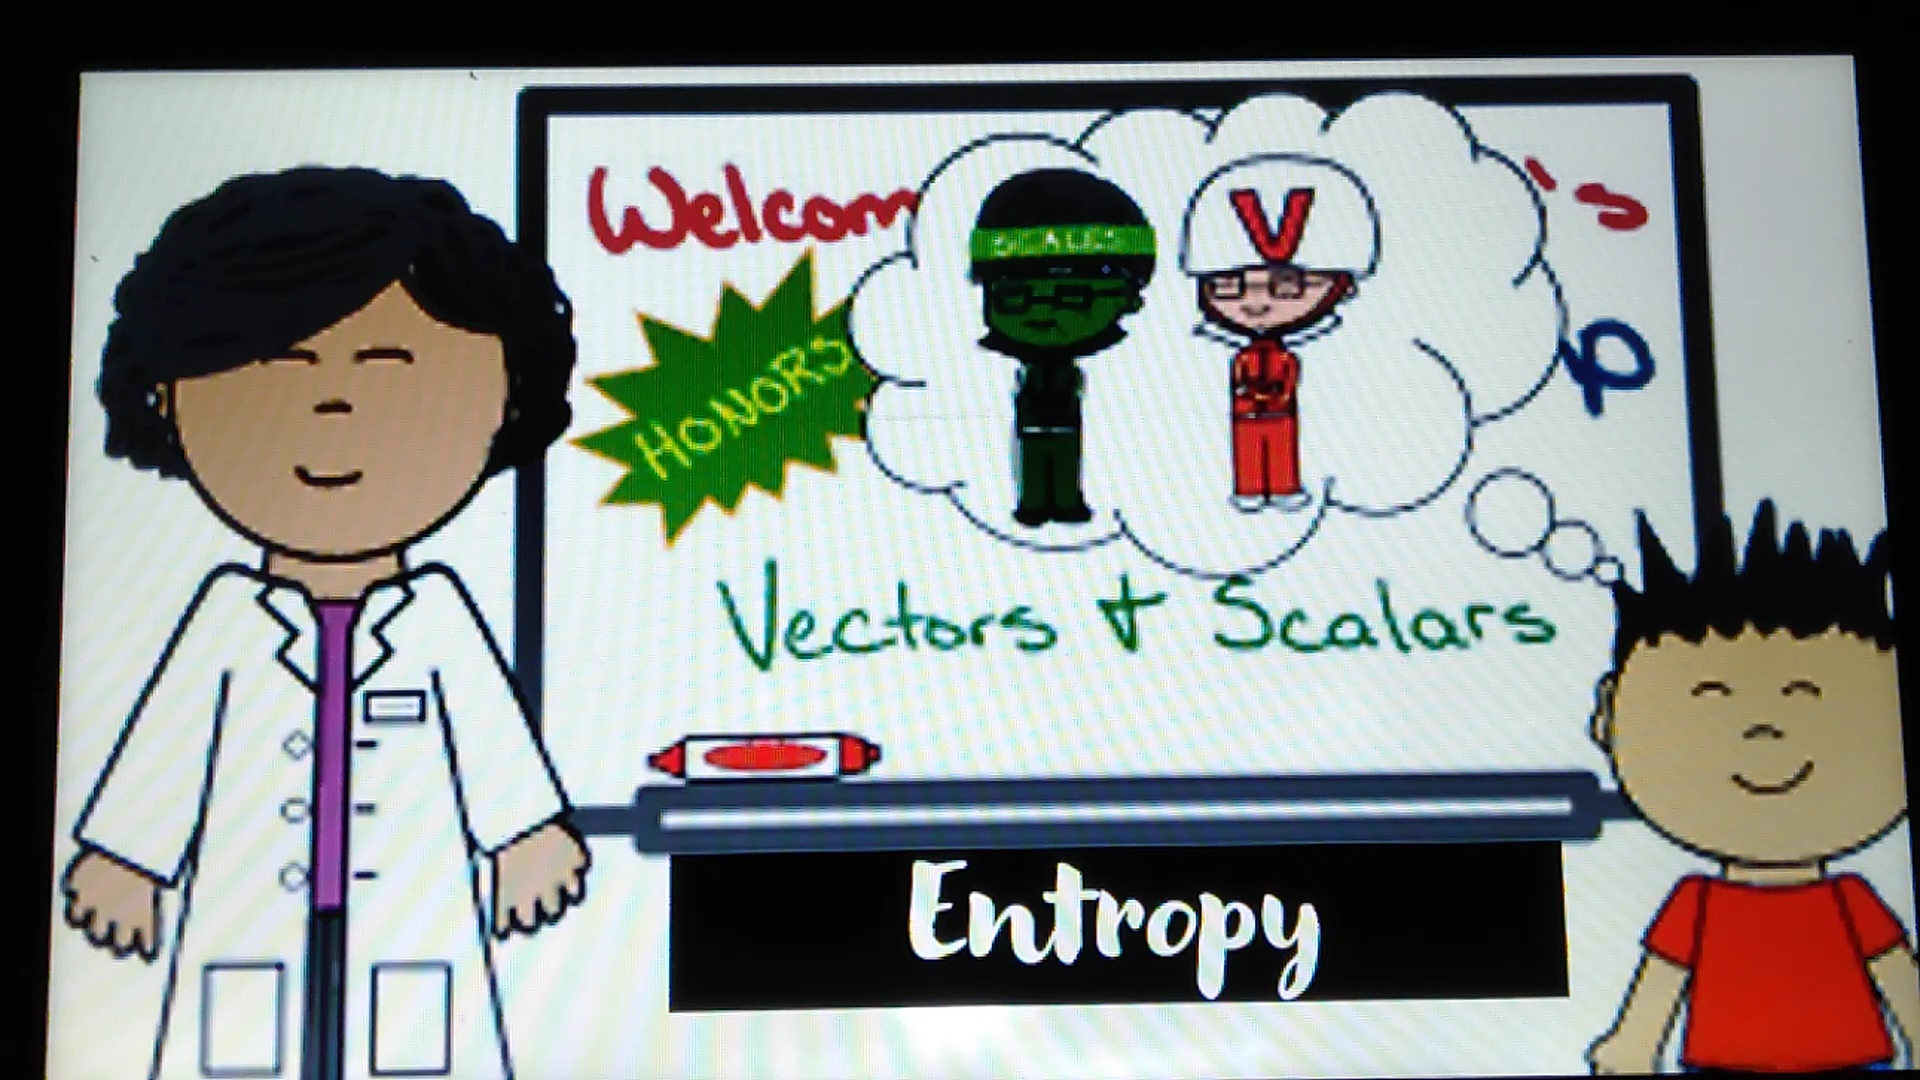 Welcom
's
V
HONORS
p
Vectors + Scalars
Entropy